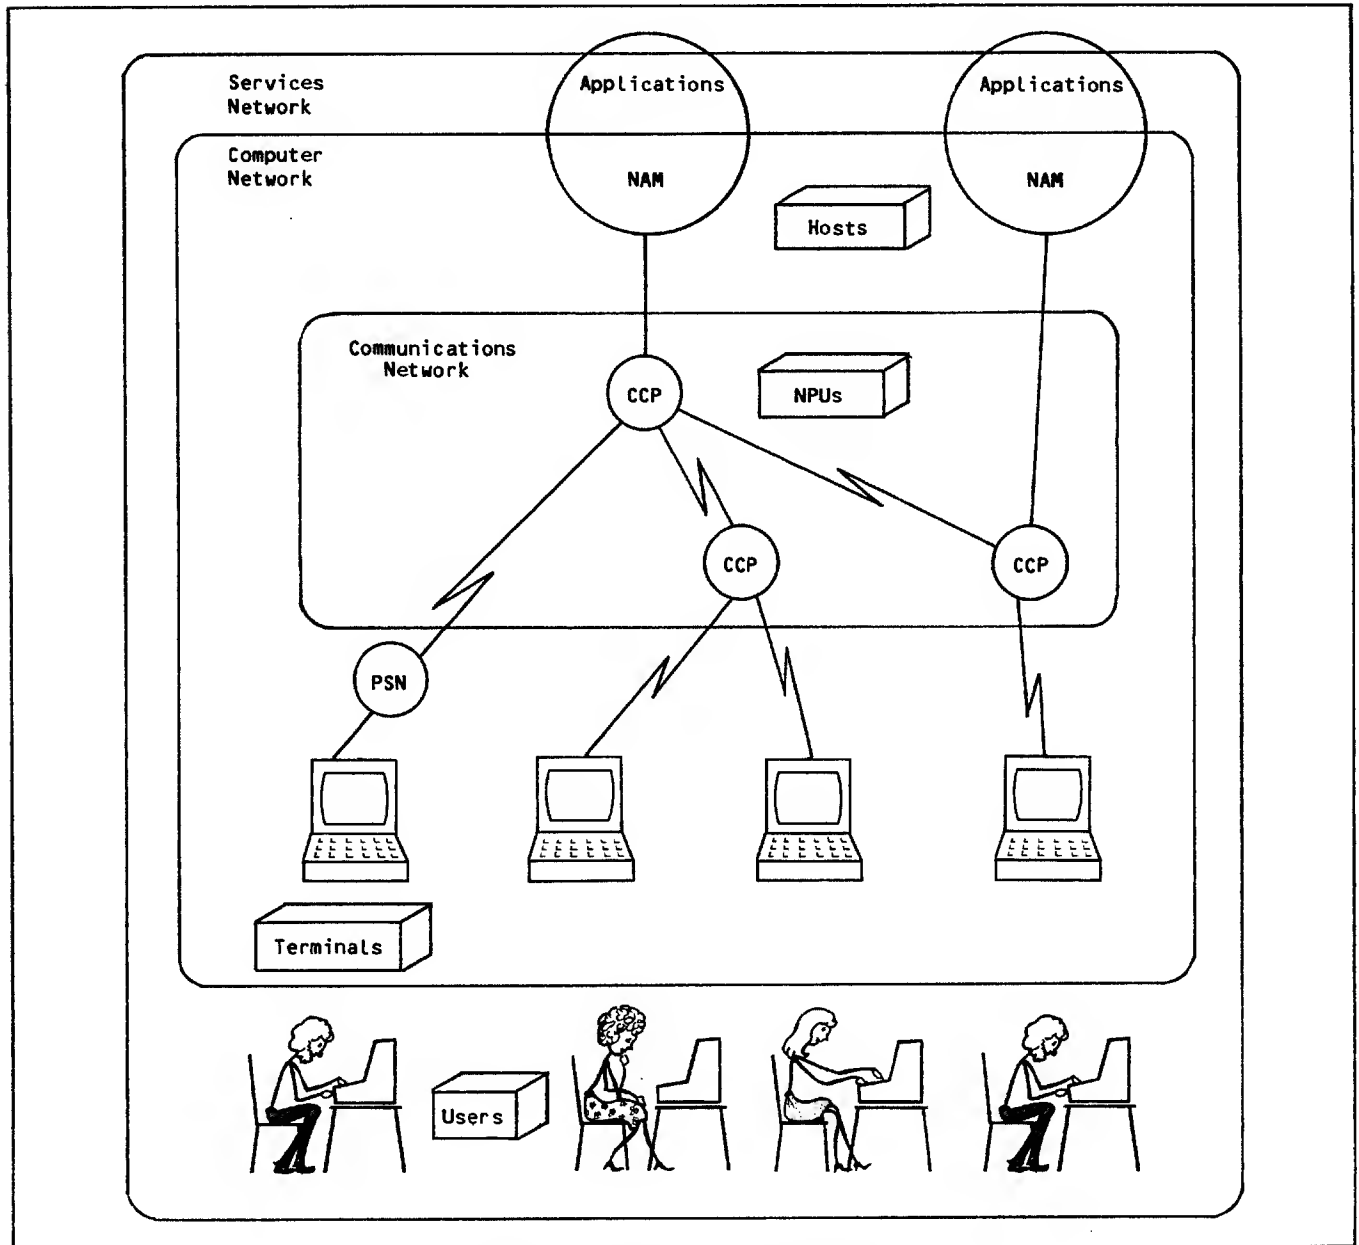 Services
Network
Applications
Applications
Computer
Network
NAM
NAM
Hosts
Communications
Network
CCP
NPUs
CCP
CCP
PSN
Terminals
Users